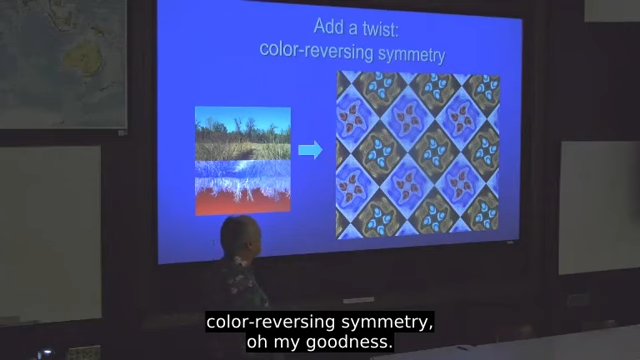 Add a twist:
color-reversing symmetry
color-reversing symmetry,
oh my goodness.